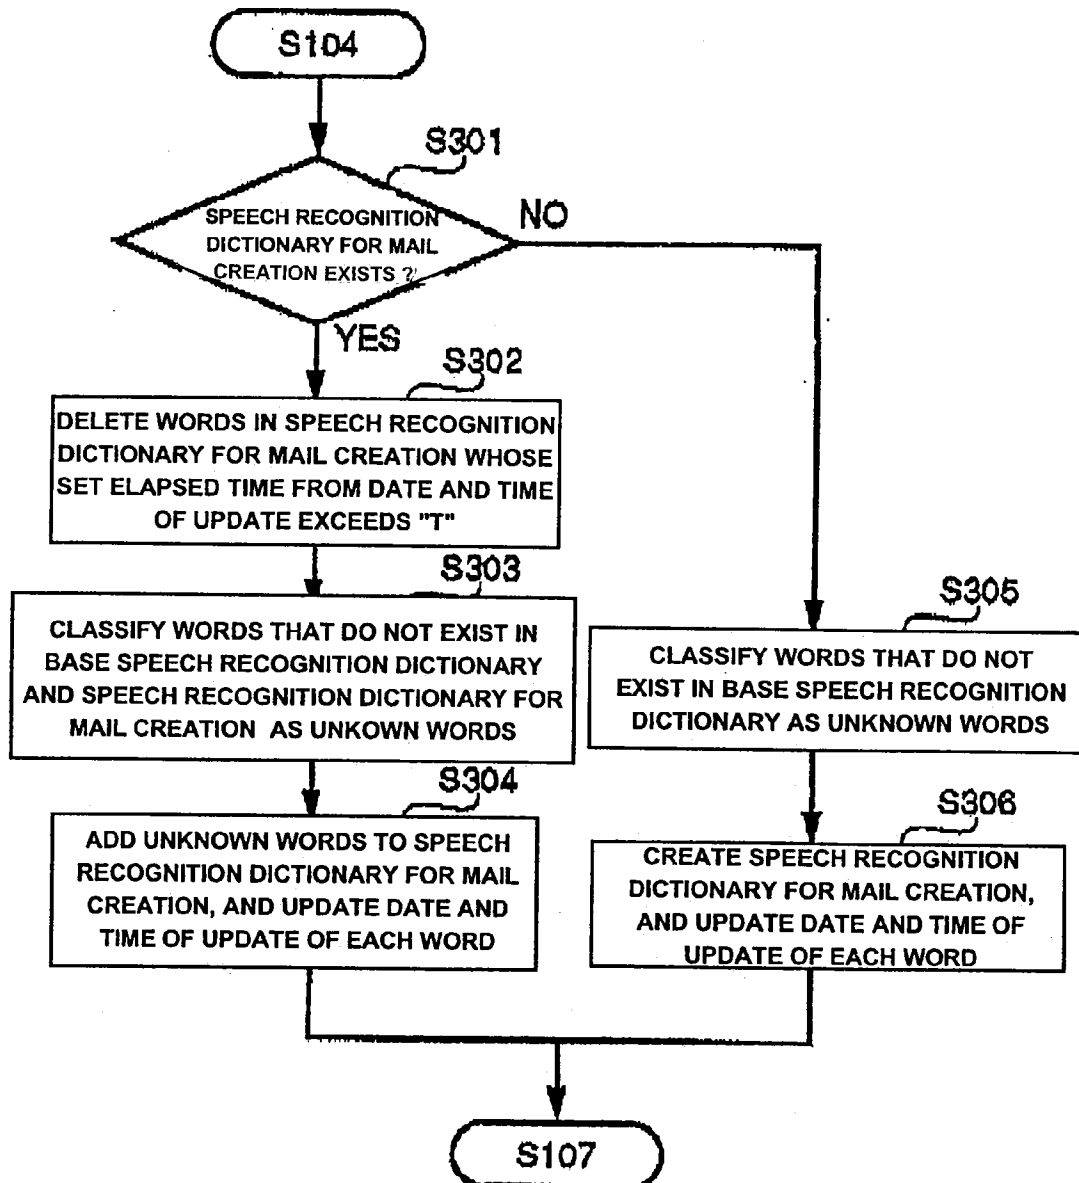 S104
S301
SPEECH RECOGNITION
DICTIONARY FOR MAIL
CREATION EXISTS ?
NO
YES
S302
DELETE WORDS IN SPEECH RECOGNITION
DICTIONARY FOR MAIL CREATION WHOSE
SET ELAPSED TIME FROM DATE AND TIME
OF UPDATE EXCEEDS "T"
S303
CLASSIFY WORDS THAT DO NOT EXIST IN
BASE SPEECH RECOGNITION DICTIONARY
AND SPEECH RECOGNITION DICTIONARY FOR
MAIL CREATION AS UNKOWN WORDS
S304
ADD UNKNOWN WORDS TO SPEECH
RECOGNITION DICTIONARY FOR MAIL
CREATION, AND UPDATE DATE AND
TIME OF UPDATE OF EACH WORD
S305
CLASSIFY WORDS THAT DO NOT
EXIST IN BASE SPEECH RECOGNITION
DICTIONARY AS UNKNOWN WORDS
S306
CREATE SPEECH RECOGNITION
DICTIONARY FOR MAIL CREATION,
AND UPDATE DATE AND TIME OF
UPDATE OF EACH WORD
S107